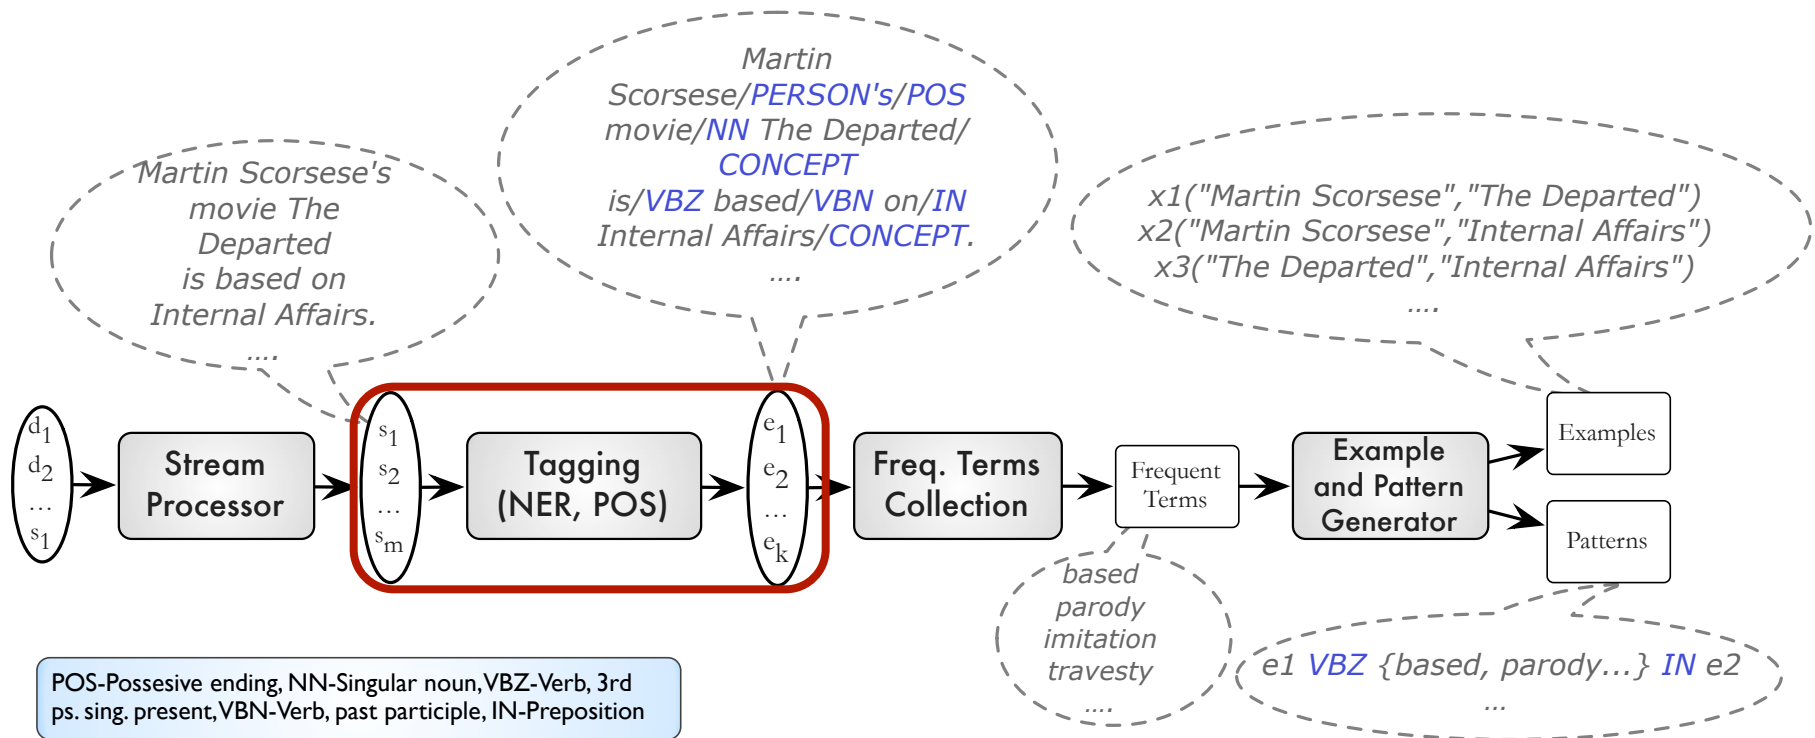 Martin
Scorsese/PERSON's/POS
movie/NN The Departed/
CONCEPT
is/VBZ based/VBN on/IN
Internal Affairs/CONCEPT.
....
Martin Scorsese's
movie The
Departed
is based on
Internal Affairs.
....
x1("Martin Scorsese","The Departed")
x2("Martin Scorsese","Internal Affairs")
x3("The Departed","Internal Affairs")
....
d1
d2
...
s1
Stream
Processor
s1
s2
...
sm
Tagging
(NER, POS)
e1
e2
...
ek
Freq. Terms
Collection
Frequent
Terms
Example
and Pattern
Generator
Examples
Patterns
based
parody
imitation
travesty
....
e1 VBZ {based, parody...} IN e2
...
POS-Possesive ending, NN-Singular noun, VBZ-Verb, 3rd
ps. sing. present, VBN-Verb, past participle, IN-Preposition